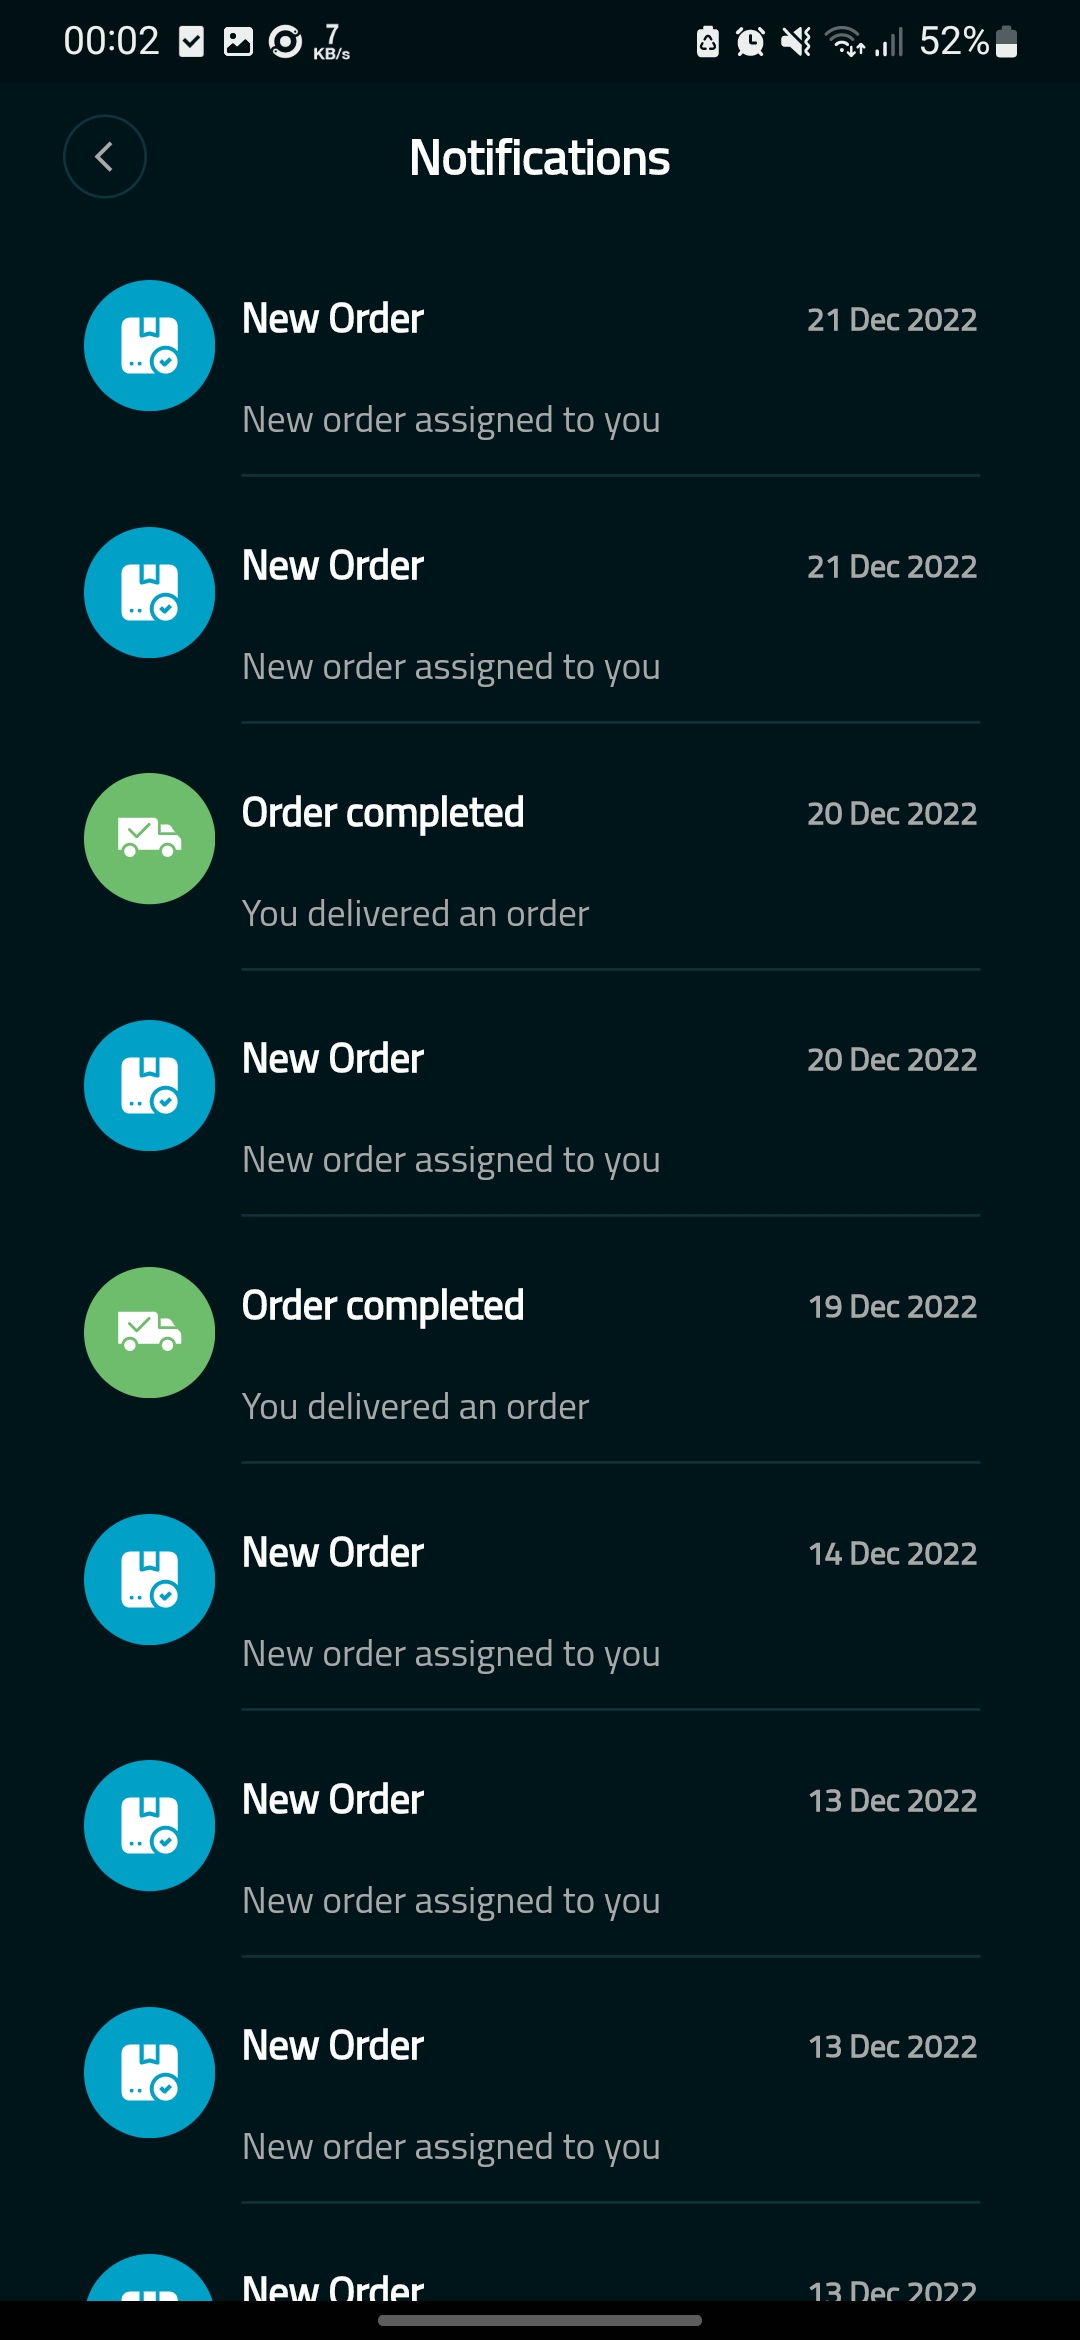 00:02 7 KB/s 52%
Notifications
New Order 21 Dec 2022
New order assigned to you
New Order 21 Dec 2022
New order assigned to you
Order completed 20 Dec 2022
You delivered an order
New Order 20 Dec 2022
New order assigned to you
Order completed 19 Dec 2022
You delivered an order
New Order 14 Dec 2022
New order assigned to you
New Order 13 Dec 2022
New order assigned to you
New Order 13 Dec 2022
New order assigned to you
New Order 13 Dec 2022